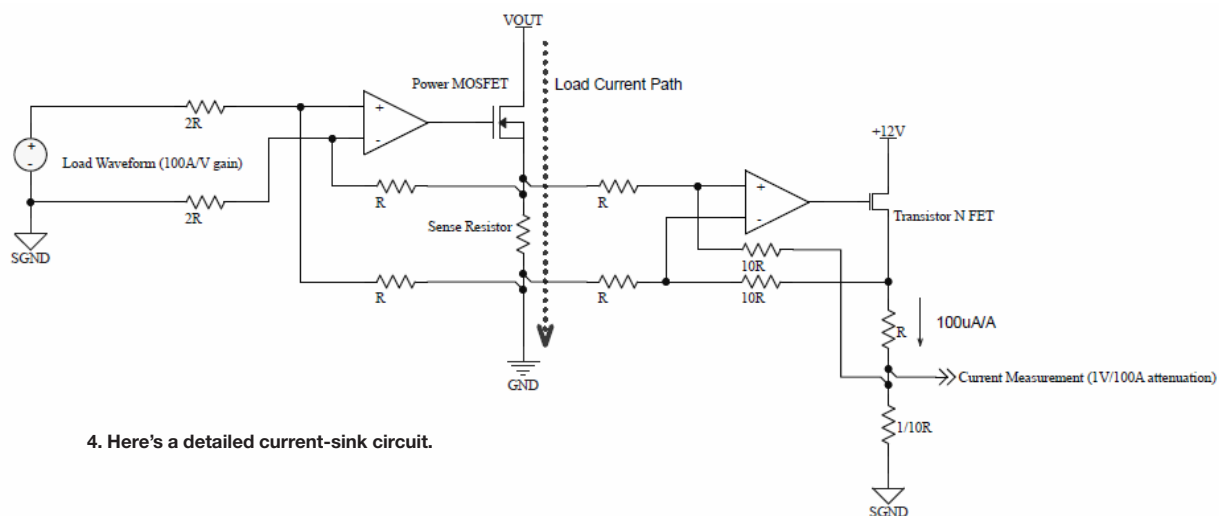 VOUT
Power MOSFET
Load Current Path
+
-
2R
+12V
+
-
Load Waveform (100A/V gain)
+
-
2R
R
R
Transistor N FET
Sense Resistor
SGND
10R
R
R
10R
R
100uA/A
GND
Current Measurement (1V/100A attenuation)
4. Here’s a detailed current-sink circuit.
1/10R
SGND